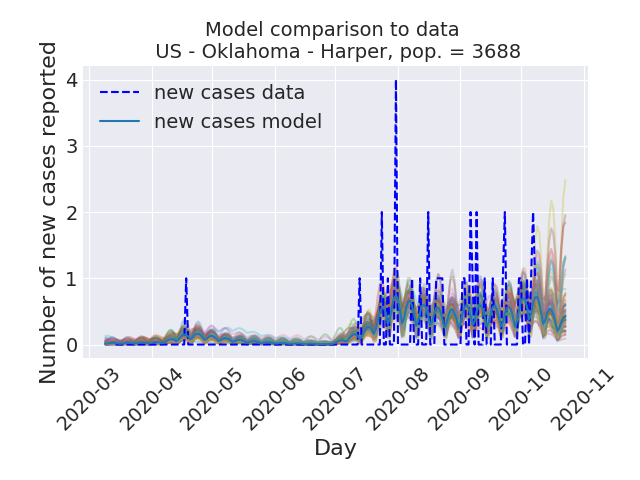 Model comparison to data
US - Oklahoma - Harper, pop. = 3688
Number of new cases reported
4
3
2
1
0
new cases data
new cases model
2020-03
2020-04
2020-05
2020-06
2020-07
2020-08
2020-09
2020-10
2020-11
Day